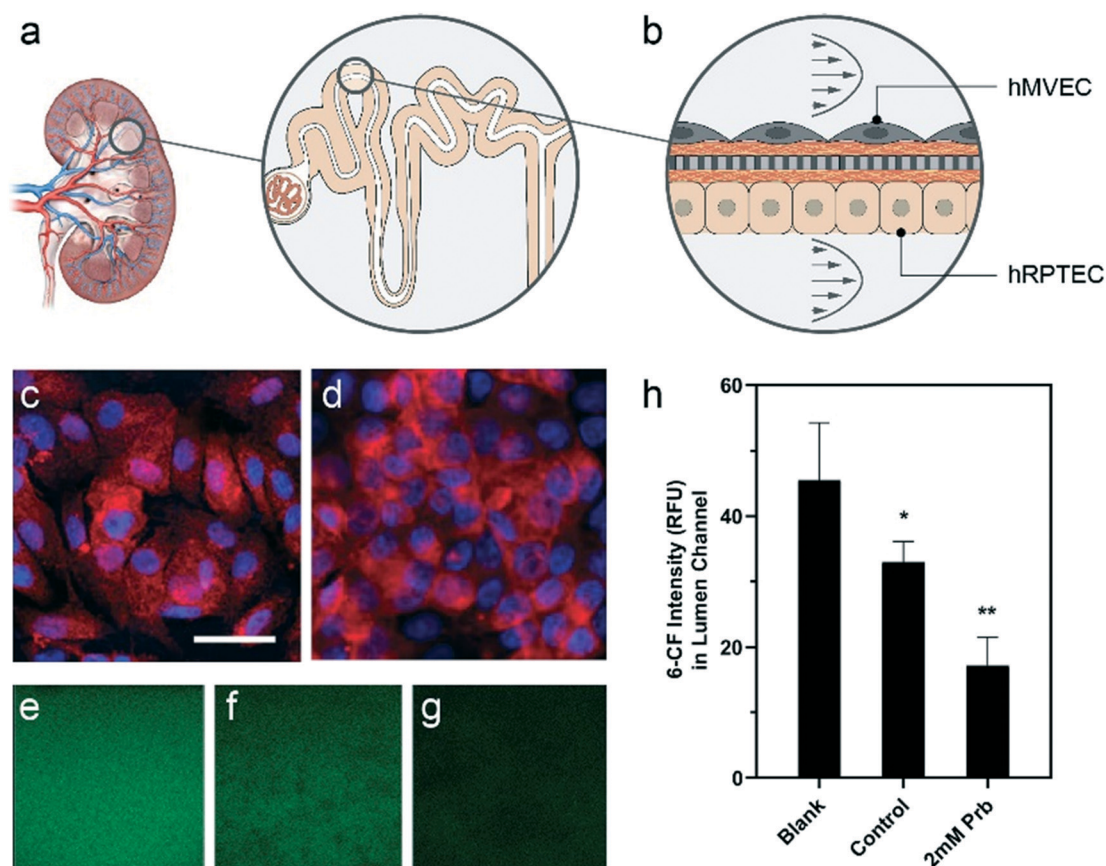 a
b
hMVEC
hRPTEC
c
d
e
f
g
h
6-CF Intensity (RFU)
in Lumen Channel
60
40
20
0
*
**
Blank
Control
2mM Prb